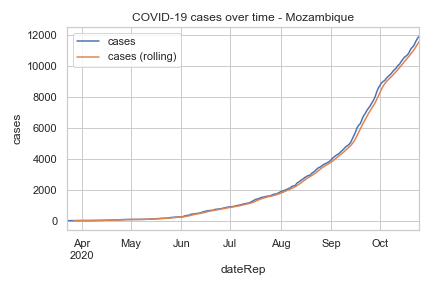 COVID-19 cases over time - Mozambique
cases
cases (rolling)
12000
10000
8000
6000
4000
2000
0
cases
Apr May Jun Jul Aug Sep Oct
2020
dateRep